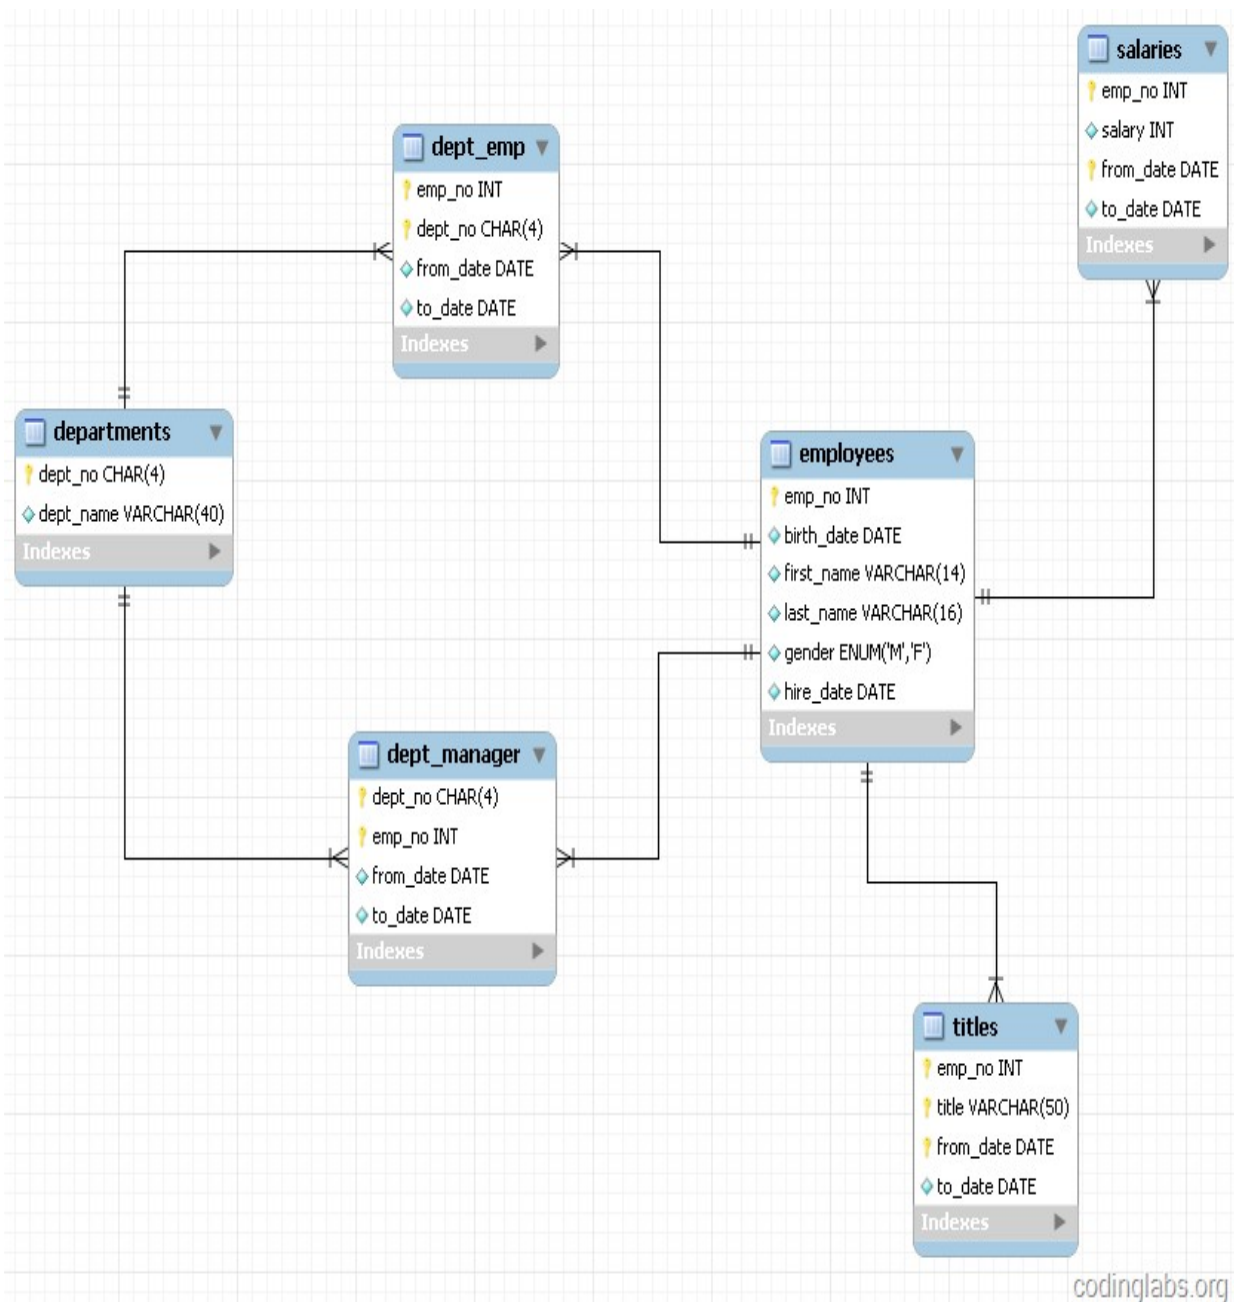 salaries
emp_no INT
salary INT
from_date DATE
to_date DATE
Indexes
dept_emp
emp_no INT
dept_no CHAR(4)
from_date DATE
to_date DATE
Indexes
departments
dept_no CHAR(4)
dept_name VARCHAR(40)
Indexes
employees
emp_no INT
birth_date DATE
first_name VARCHAR(14)
last_name VARCHAR(16)
gender ENUM('M','F')
hire_date DATE
Indexes
dept_manager
dept_no CHAR(4)
emp_no INT
from_date DATE
to_date DATE
Indexes
titles
emp_no INT
title VARCHAR(50)
from_date DATE
to_date DATE
Indexes
codinglabs.org